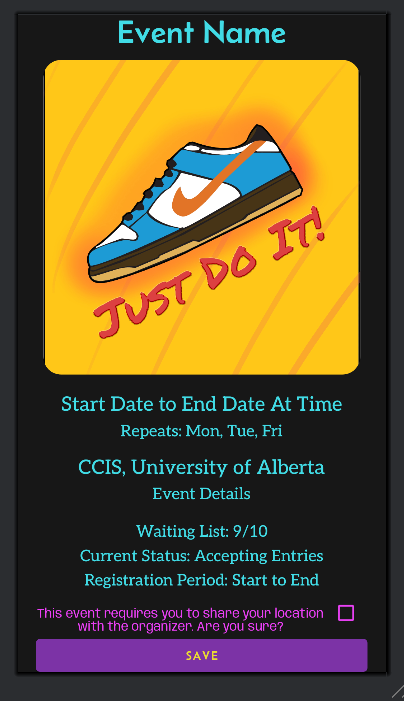 Event Name
JUST DO IT!
Start Date to End Date At Time
Repeats: Mon, Tue, Fri
CCIS, University of Alberta
Event Details
Waiting List: 9/10
Current Status: Accepting Entries
Registration Period: Start to End
This event requires you to share your location
with the organizer. Are you sure?
SAVE